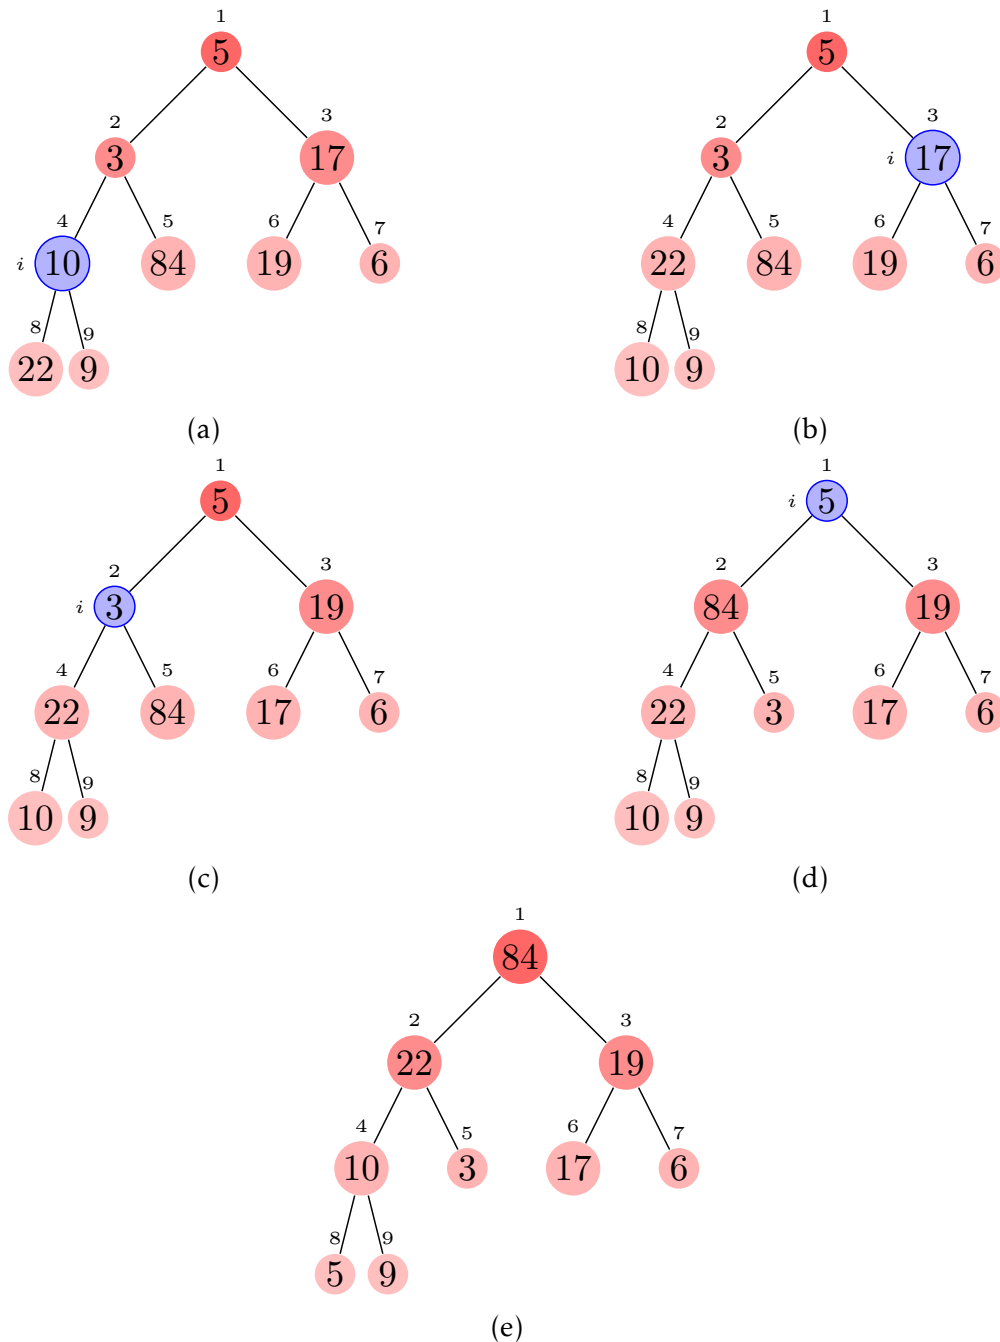 1 1
5 5
2 3 2 3
3 17 3 i 17
4 5 6 7 4 5 6 7
i 10 84 19 6 22 84 19 6
8 9 8 9
22 9 10 9
(a) (b)
1 1
5 i 5
2 3 2 3
i 3 19 84 19
4 5 6 7 4 5 6 7
22 84 17 6 22 3 17 6
8 9 8 9
10 9 10 9
(c) (d)
1
84
2 3
22 19
4 5 6 7
10 3 17 6
8 9
5 9
(e)